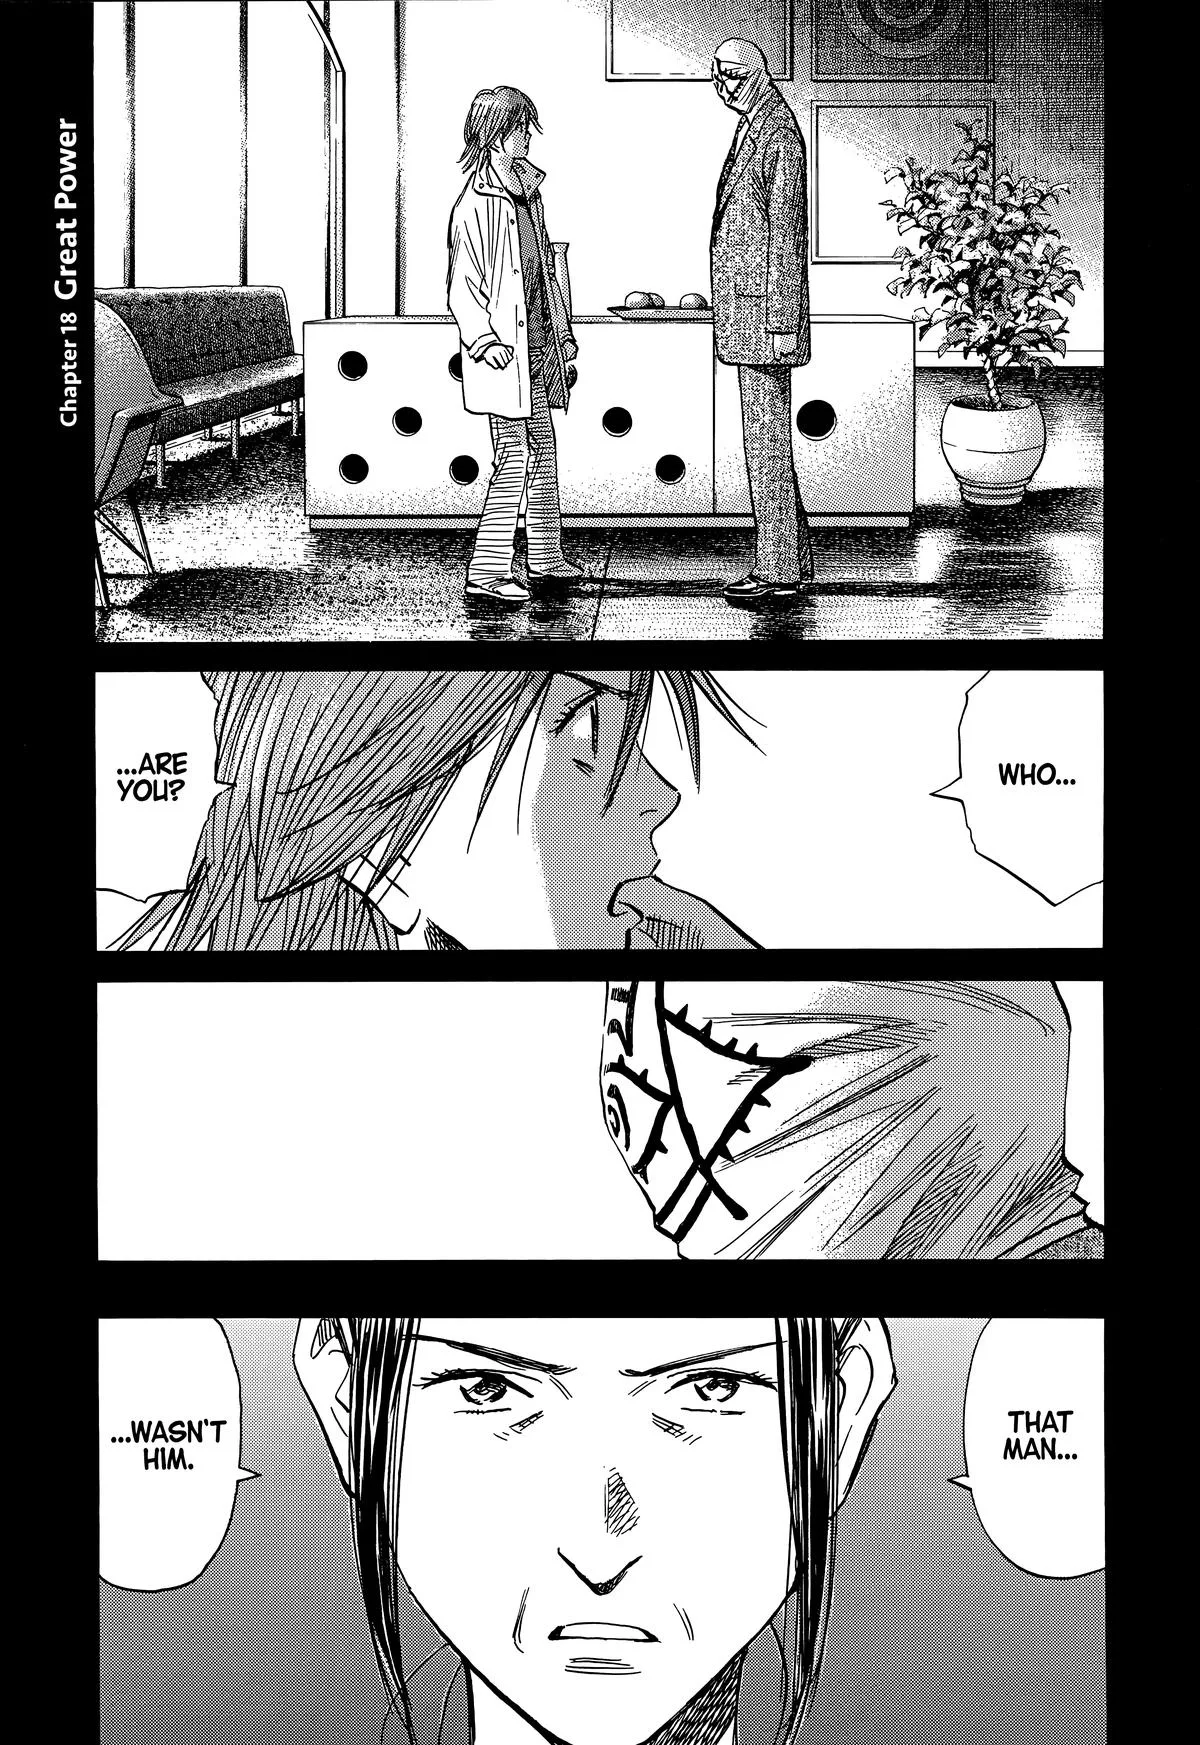 Chapter 18 Great Power
WHO...
...ARE
YOU?
THAT
MAN...
...WASN'T
HIM.